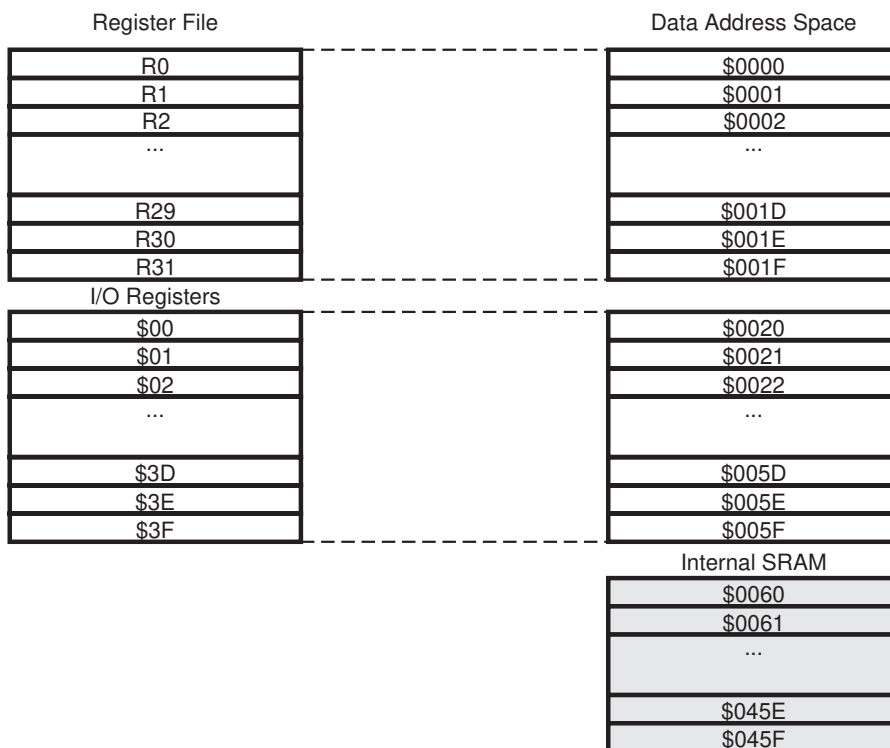 Register File
Data Address Space
R0
$0000
R1
$0001
R2
$0002
...
...
R29
$001D
R30
$001E
R31
$001F
I/O Registers
$00
$0020
$01
$0021
$02
$0022
...
...
$3D
$005D
$3E
$005E
$3F
$005F
Internal SRAM
$0060
$0061
...
$045E
$045F